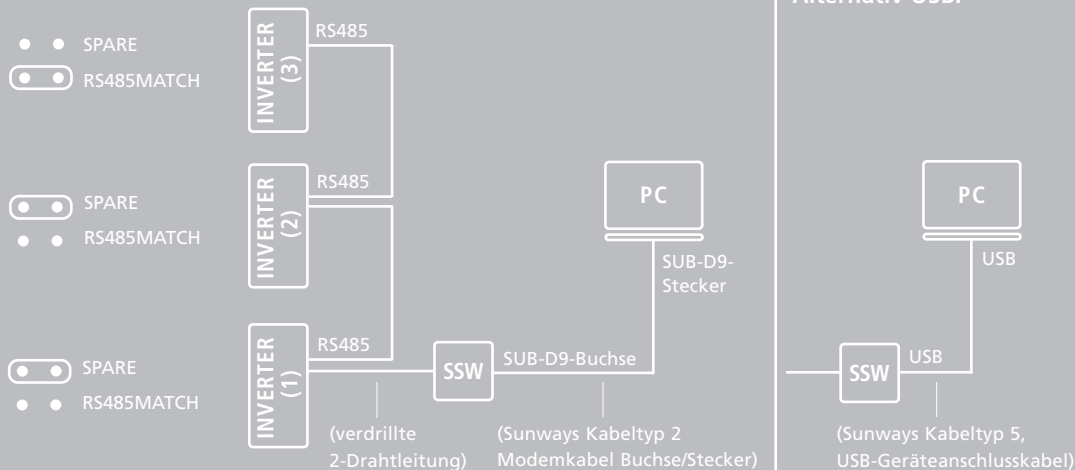 Alternativ USB:
SPARE
RS485MATCH
INVERTER
(3)
RS485
SPARE
RS485MATCH
INVERTER
(2)
RS485
PC
SUB-D9-
Stecker
PC
USB
SPARE
RS485MATCH
INVERTER
(1)
RS485
SSW
SUB-D9-Buchse
(verdrillte
2-Drahtleitung)
(Sunways Kabeltyp 2
Modemkabel Buchse/Stecker)
SSW
USB
(Sunways Kabeltyp 5,
USB-Geräteanschlusskabel)